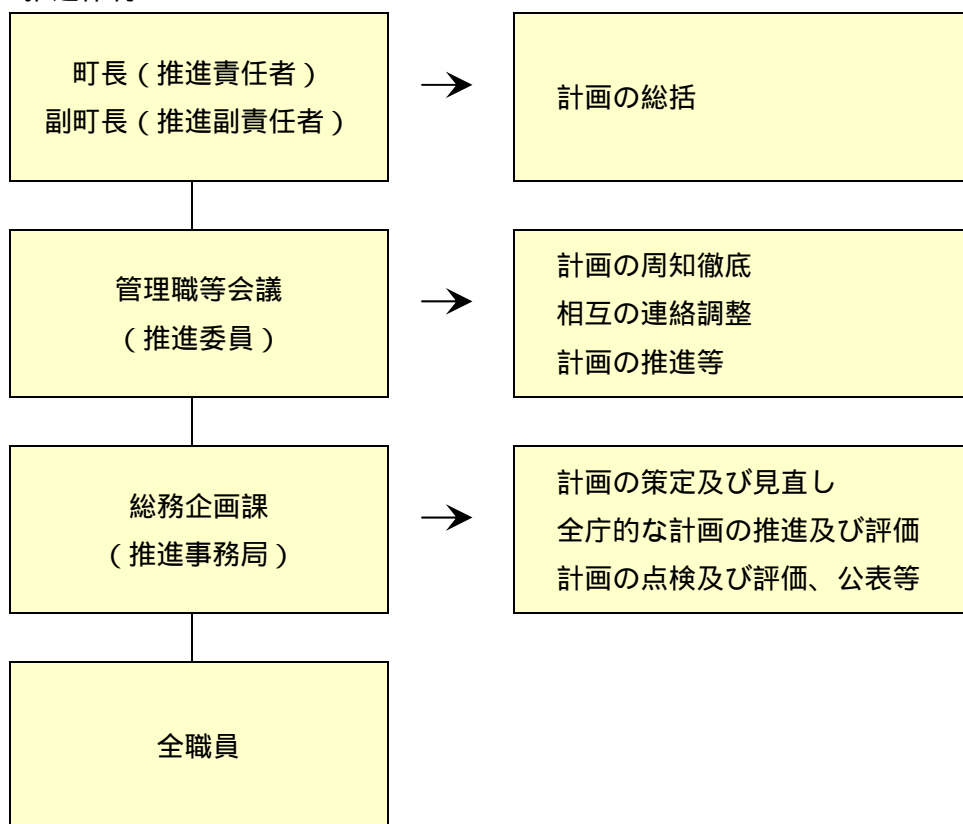 町長（推進責任者）
副町長（推進副責任者）
計画の総括
管理職等会議
（推進委員）
計画の周知徹底
相互の連絡調整
計画の推進等
総務企画課
（推進事務局）
計画の策定及び見直し
全庁的な計画の推進及び評価
計画の点検及び評価、公表等
全職員